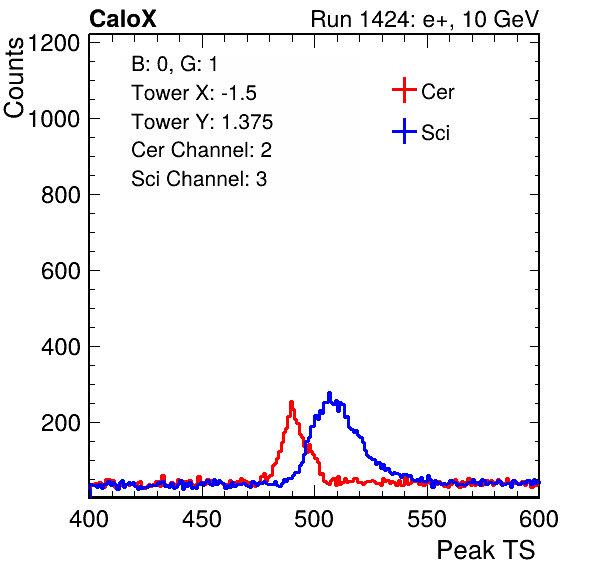 CaloX Run 1424: e+, 10 GeV
Counts
B: 0, G: 1
Tower X: -1.5
Tower Y: 1.375
Cer Channel: 2
Sci Channel: 3
Cer
Sci
1200
1000
800
600
400
200
400 450 500 550 600
Peak TS